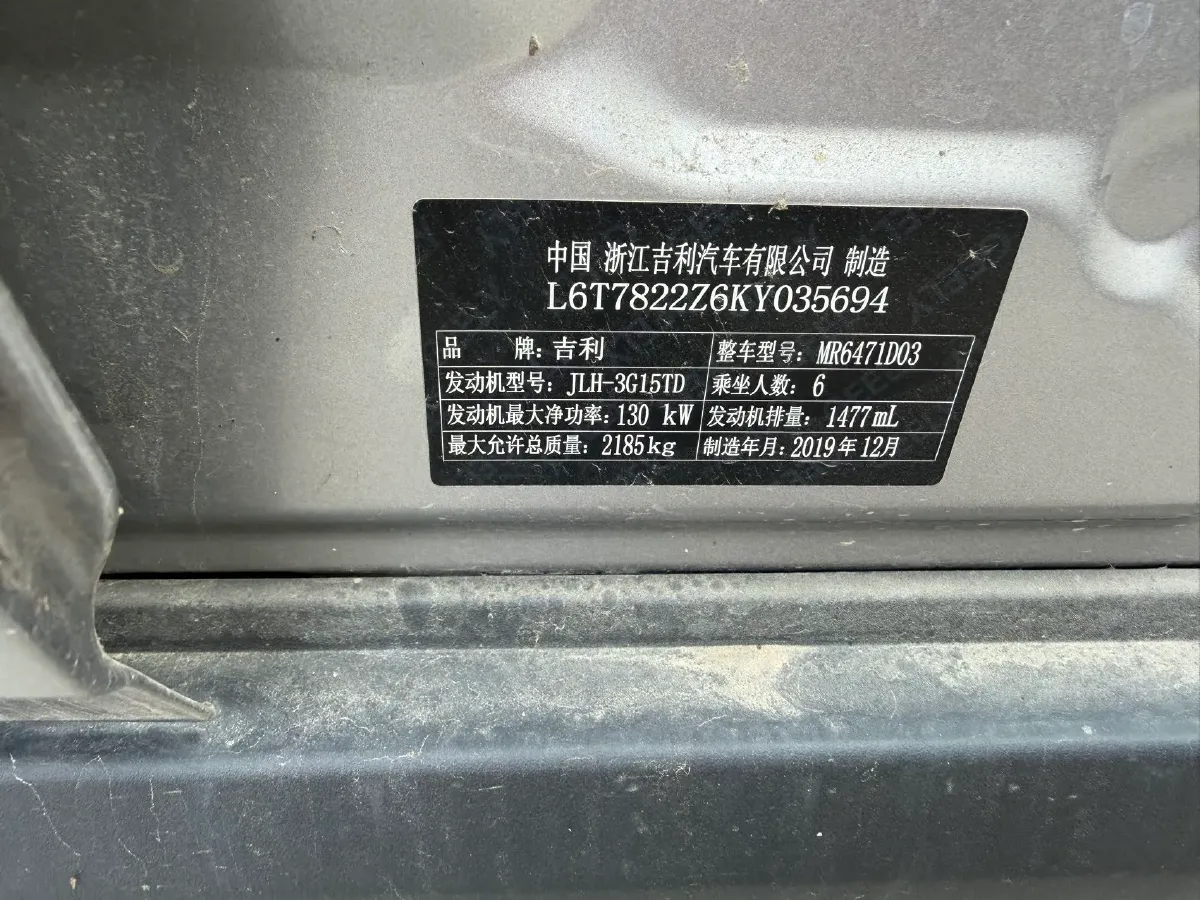 中国 浙江吉利汽车有限公司 制造
L6T7822Z6KY035694
品 牌：吉利 整车型号：MR6471D03
发动机型号：JLH-3G15TD 乘坐人数：6
发动机最大净功率：130 kW 发动机排量：1477mL
最大允许总质量：2185kg 制造年月：2019年12月